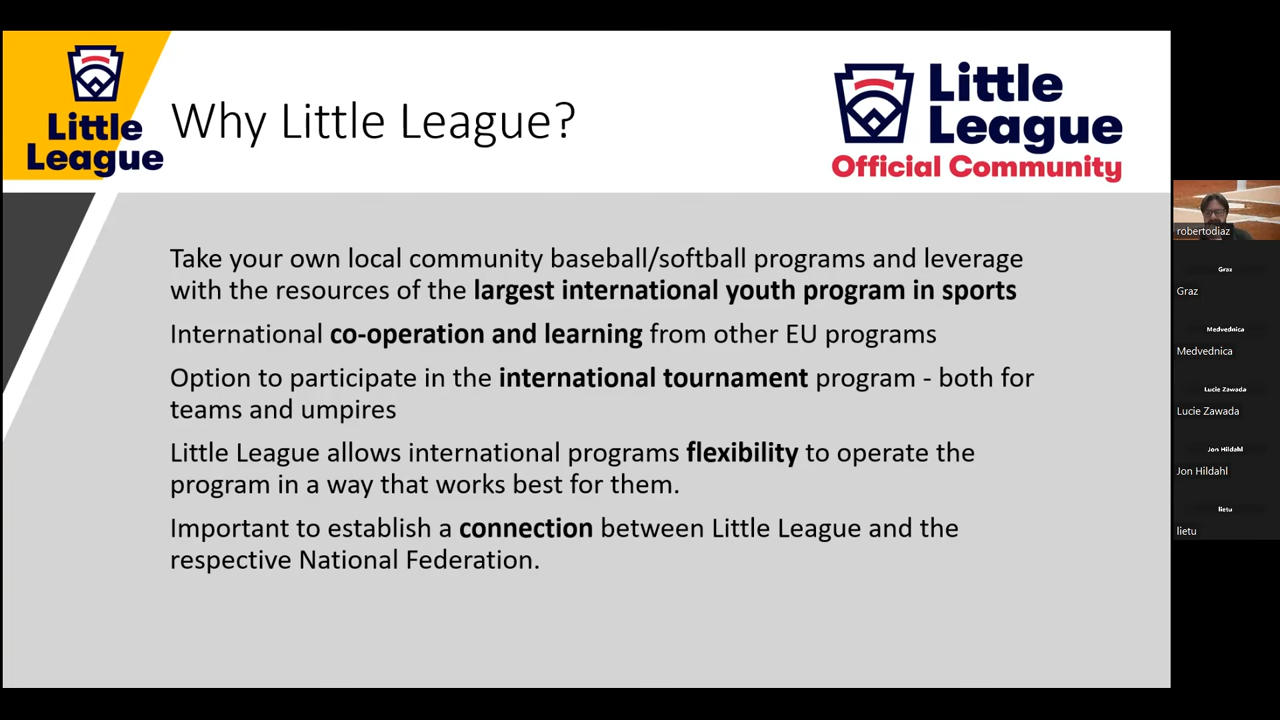 Little
League
Why Little League?
Little
League
Official Community
Take your own local community baseball/softball programs and leverage
with the resources of the largest international youth program in sports
International co-operation and learning from other EU programs
Option to participate in the international tournament program - both for
teams and umpires
Little League allows international programs flexibility to operate the
program in a way that works best for them.
Important to establish a connection between Little League and the
respective National Federation.
robertodiaz
Graz
Graz
Medvednica
Medvednica
Lucie Zawada
Lucie Zawada
Jon Hildahl
Jon Hildahl
lietu
lietu